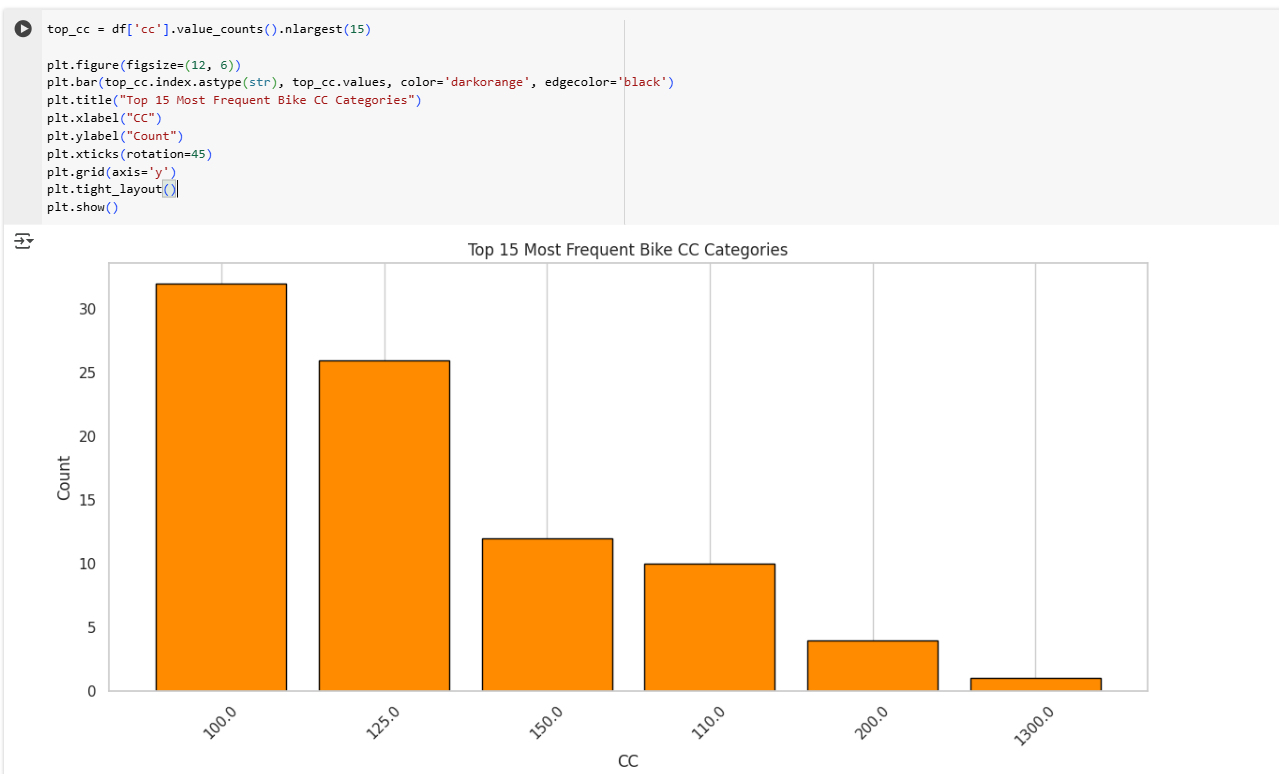 top_cc = df['cc'].value_counts().nlargest(15)
plt.figure(figsize=(12, 6))
plt.bar(top_cc.index.astype(str), top_cc.values, color='darkorange', edgecolor='black')
plt.title("Top 15 Most Frequent Bike CC Categories")
plt.xlabel("CC")
plt.ylabel("Count")
plt.xticks(rotation=45)
plt.grid(axis='y')
plt.tight_layout()
plt.show()
Top 15 Most Frequent Bike CC Categories
30
25
20
15
10
5
0
Count
100.0
125.0
150.0
110.0
200.0
1300.0
CC